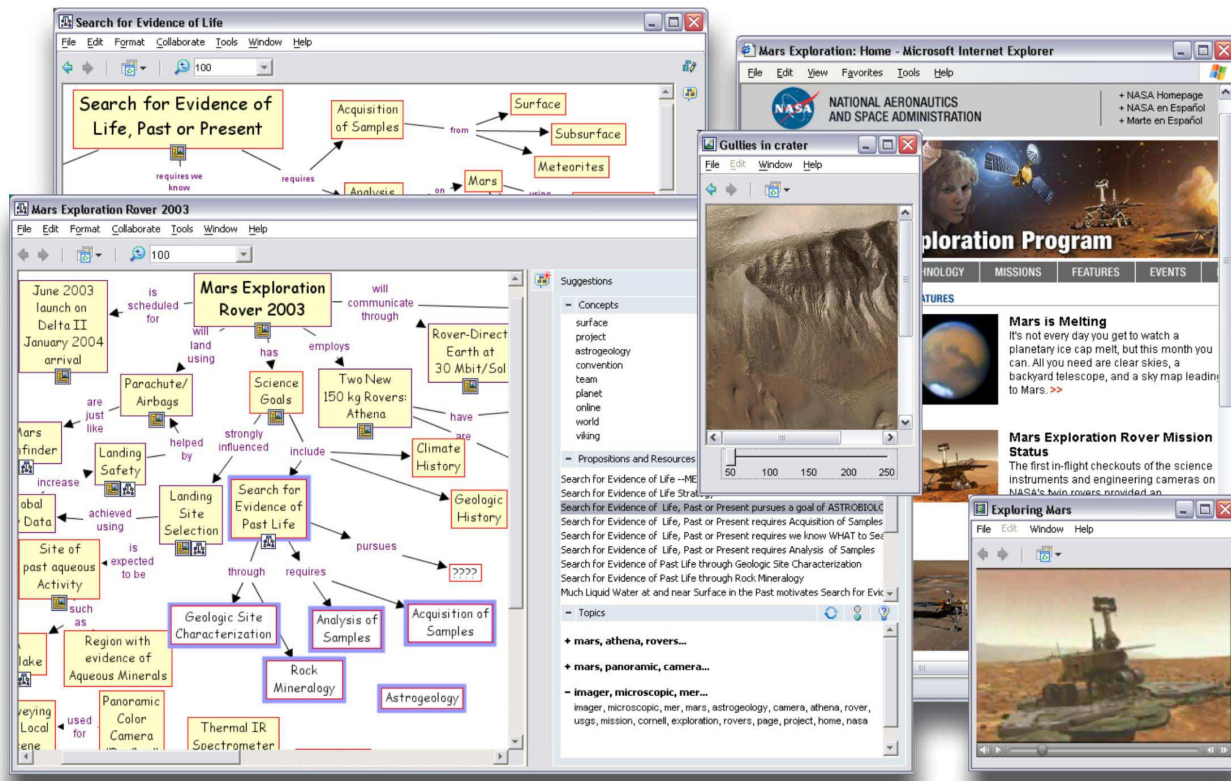 Search for Evidence of Life
File Edit Format Collaborate Tools Window Help
100
Search for Evidence of
Life, Past or Present
requires we
know
requires
Acquisition
of Samples
from
Surface
Subsurface
Meteorites
Analysis
on
Mars
using
Mars Exploration: Home - Microsoft Internet Explorer
File Edit View Favorites Tools Help
NASA
NATIONAL AERONAUTICS
AND SPACE ADMINISTRATION
+ NASA Homepage
+ NASA en Español
+ Marte en Español
ploration Program
HNOLOGY MISSIONS FEATURES EVENTS
ATURES
Mars is Melting
It's not every day you get to watch a
planetary ice cap melt, but this month you
can. All you need are clear skies, a
backyard telescope, and a sky map leading
to Mars. >>
Mars Exploration Rover Mission
Status
The first in-flight checkouts of the science
instruments and engineering cameras on
NASA's twin rovers provided an
Gullies in crater
File Edit Window Help
50 100 150 200 250
Mars Exploration Rover 2003
File Edit Format Collaborate Tools Window Help
100
June 2003
launch on
Delta II
January 2004
arrival
is
scheduled
for
Mars Exploration
Rover 2003
will
communicate
through
Rover-Direct
Earth at
30 Mbit/Sol
will
land
using
has
employs
Parachute/
Airbags
Science
Goals
Two New
150 kg Rovers:
Athena
have
are
are
just
like
Mars
hfinder
helped
by
strongly
influenced
include
Climate
History
Geologic
History
Landing
Safety
increase
obal
Data
achieved
using
Landing
Site
Selection
Search for
Evidence of
Past Life
pursues
????
is
expected
to be
Site of
past aqueous
Activity
through
requires
Geologic Site
Characterization
Analysis of
Samples
Acquisition of
Samples
Rock
Mineralogy
Astrogeology
such
as
lake
Region with
evidence of
Aqueous Minerals
veying
Local
cene
used
for
Panoramic
Color
Camera
Thermal IR
Spectrometer
Suggestions
− Concepts
surface
project
astrogeology
convention
team
planet
online
world
viking
− Propositions and Resources
Search for Evidence of Life --ME
Search for Evidence of Life Strategy
Search for Evidence of Life, Past or Present pursues a goal of ASTROBIOLO
Search for Evidence of Life, Past or Present requires Acquisition of Samples
Search for Evidence of Life, Past or Present requires we know WHAT to Sea
Search for Evidence of Life, Past or Present requires Analysis of Samples
Search for Evidence of Past Life through Geologic Site Characterization
Search for Evidence of Past Life through Rock Mineralogy
Much Liquid Water at and near Surface in the Past motivates Search for Evic
− Topics
+ mars, athena, rovers...
+ mars, panoramic, camera...
− imager, microscopic, mer...
imager, microscopic, mer, mars, astrogeology, camera, athena, rover,
usgs, mission, cornell, exploration, rovers, page, project, home, nasa
Exploring Mars
File Edit Window Help